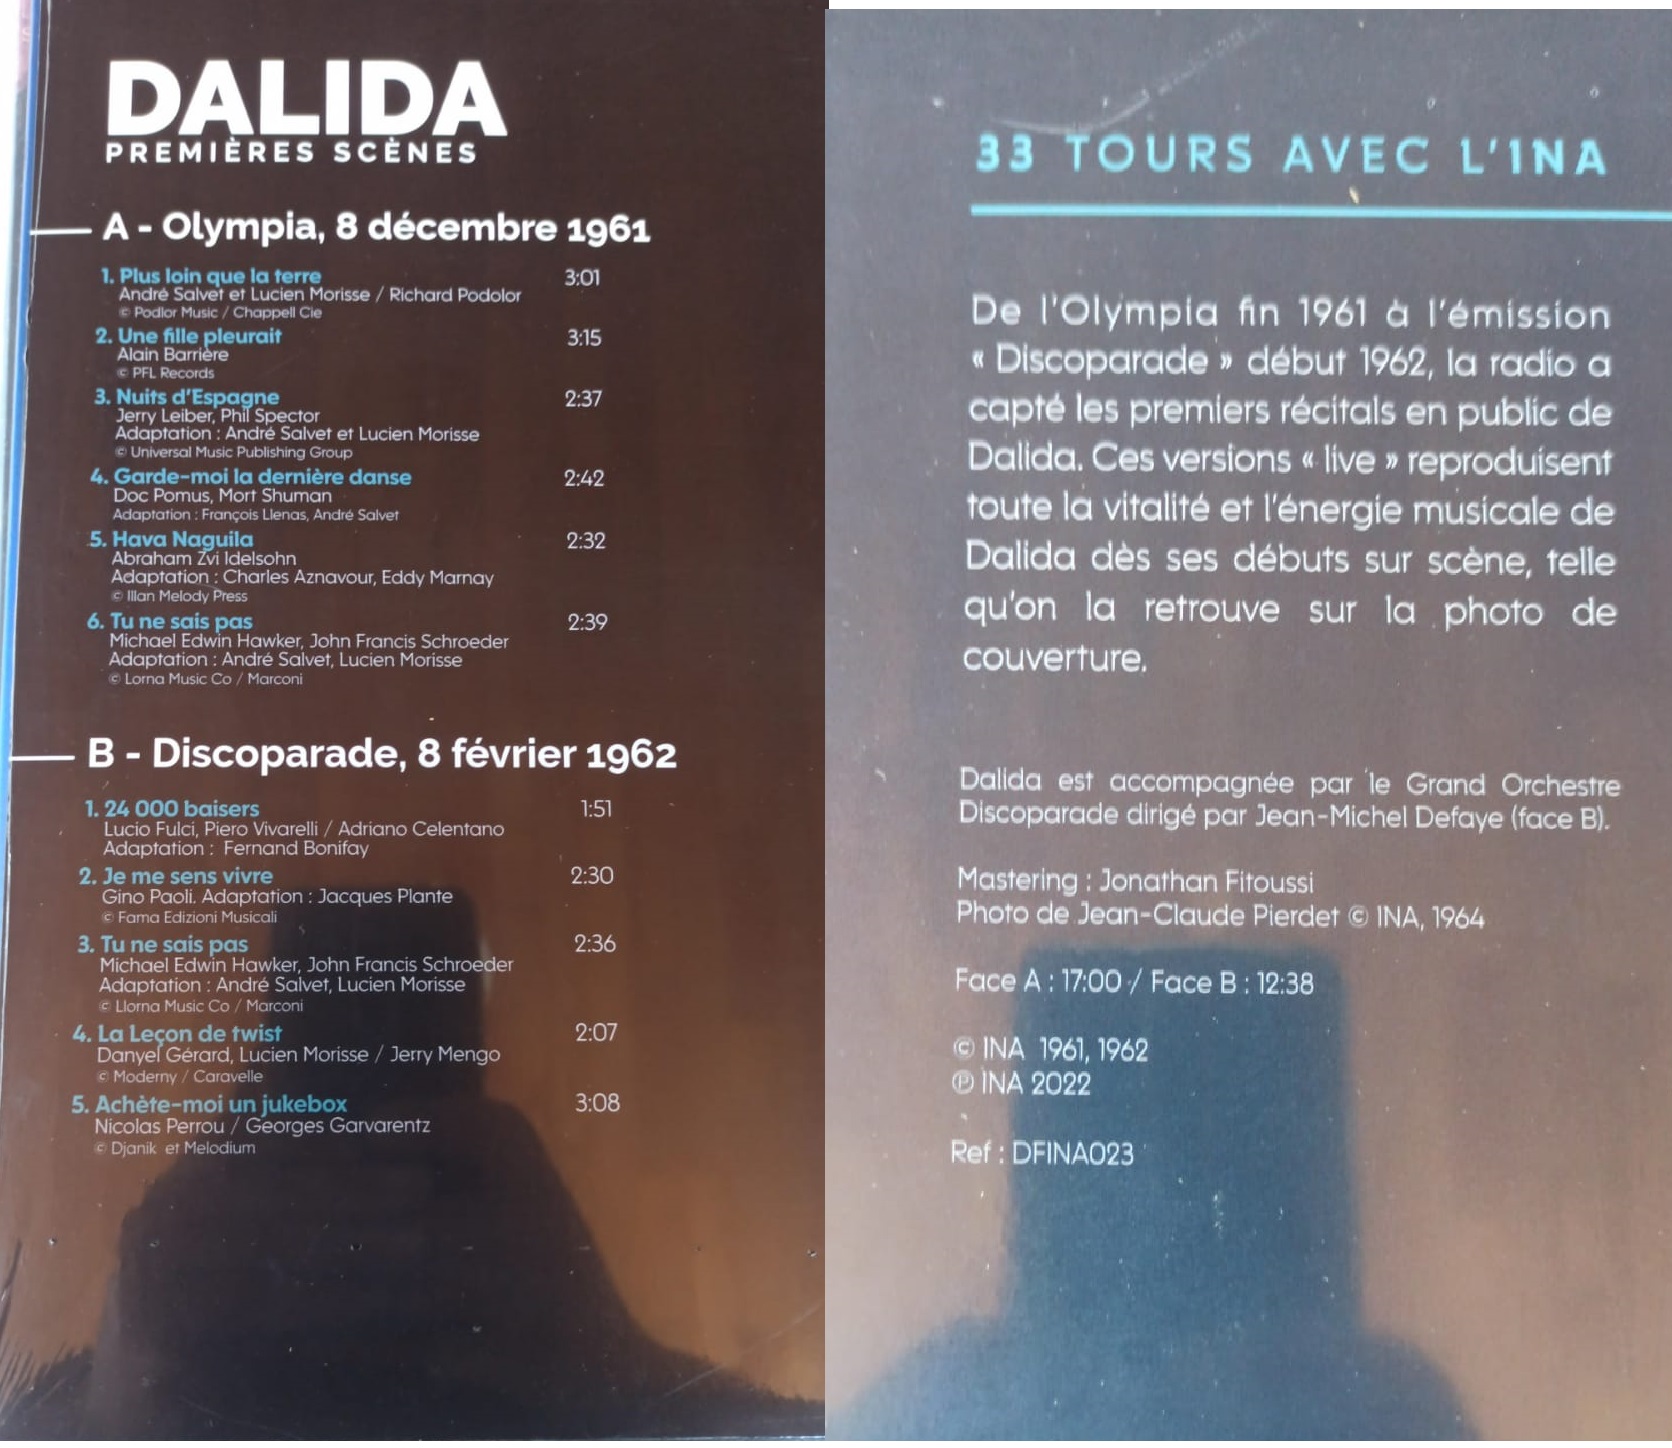 DALIDA
PREMIÈRES SCÈNES
A - Olympia, 8 décembre 1961
1. Plus loin que la terre 3:01
André Salvet et Lucien Morisse / Richard Podolor
© Podlor Music / Chappell Cie
2. Une fille pleurait 3:15
Alain Barrière
© PFL Records
3. Nuits d'Espagne 2:37
Jerry Leiber, Phil Spector
Adaptation : André Salvet et Lucien Morisse
© Universal Music Publishing Group
4. Garde-moi la dernière danse 2:42
Doc Pomus, Mort Shuman
Adaptation : François Llenas, André Salvet
5. Hava Naguila 2:32
Abraham Zvi Idelsohn
Adaptation : Charles Aznavour, Eddy Marnay
© Illan Melody Press
6. Tu ne sais pas 2:39
Michael Edwin Hawker, John Francis Schroeder
Adaptation : André Salvet, Lucien Morisse
© Lorna Music Co / Marconi
B - Discoparade, 8 février 1962
1. 24 000 baisers 1:51
Lucio Fulci, Piero Vivarelli / Adriano Celentano
Adaptation : Fernand Bonifay
2. Je me sens vivre 2:30
Gino Paoli. Adaptation : Jacques Plante
© Fama Edizioni Musicali
3. Tu ne sais pas 2:36
Michael Edwin Hawker, John Francis Schroeder
Adaptation : André Salvet, Lucien Morisse
© Llorna Music Co / Marconi
4. La Leçon de twist 2:07
Danyel Gérard, Lucien Morisse / Jerry Mengo
© Moderny / Caravelle
5. Achète-moi un jukebox 3:08
Nicolas Perrou / Georges Garvarentz
© Djanik et Melodium
33 TOURS AVEC L'INA
De l'Olympia fin 1961 à l'émission
« Discoparade » début 1962, la radio a
capté les premiers récitals en public de
Dalida. Ces versions « live » reproduisent
toute la vitalité et l'énergie musicale de
Dalida dès ses débuts sur scène, telle
qu'on la retrouve sur la photo de
couverture.
Dalida est accompagnée par le Grand Orchestre
Discoparade dirigé par Jean-Michel Defaye (face B).
Mastering : Jonathan Fitoussi
Photo de Jean-Claude Pierdet © INA, 1964
Face A : 17:00 / Face B : 12:38
© INA 1961, 1962
℗ INA 2022
Ref : DFINA023